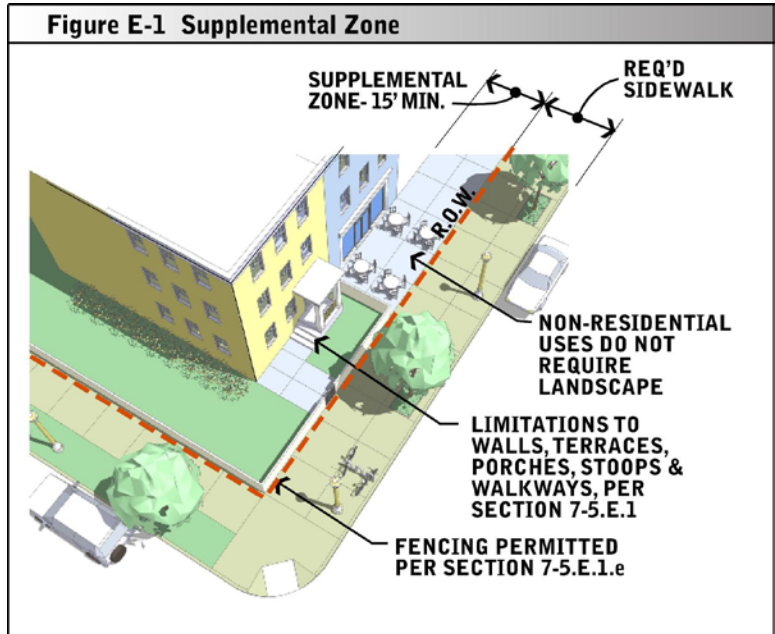 Figure E-1 Supplemental Zone
SUPPLEMENTAL
ZONE- 15' MIN.
REQ'D
SIDEWALK
R.O.W.
NON-RESIDENTIAL
USES DO NOT
REQUIRE
LANDSCAPE
LIMITATIONS TO
WALLS, TERRACES,
PORCHES, STOOPS &
WALKWAYS, PER
SECTION 7-5.E.1
FENCING PERMITTED
PER SECTION 7-5.E.1.e